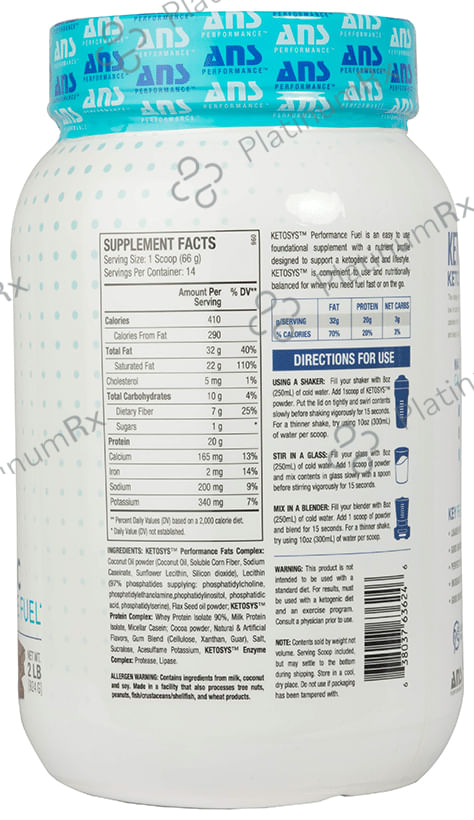 ANS PERFORMANCE™
SUPPLEMENT FACTS
Serving Size: 1 Scoop (66 g)
Servings Per Container: 14
960
Amount Per Serving % DV**
Calories 410
Calories From Fat 290
Total Fat 32 g 40%
Saturated Fat 22 g 110%
Cholesterol 5 mg 1%
Total Carbohydrates 10 g 4%
Dietary Fiber 7 g 25%
Sugars 1 g *
Protein 20 g
Calcium 165 mg 13%
Iron 2 mg 14%
Sodium 200 mg 9%
Potassium 340 mg 7%
** Percent Daily Values (DV) based on a 2,000 calorie diet.
* Daily Value (DV) not established.
INGREDIENTS: KETOSYS™ Performance Fats Complex:
Coconut Oil powder (Coconut Oil, Soluble Corn Fiber, Sodium
Caseinate, Sunflower Lecithin, Silicon dioxide), Lecithin
(97% phosphatides supplying: phosphatidylcholine,
phosphatidylethanolamine,phophatidylinositol, phosphatidic
acid, phosphatidylserine), Flax Seed oil powder, KETOSYS™
Protein Complex: Whey Protein Isolate 90%, Milk Protein
Isolate, Micellar Casein; Cocoa powder, Natural & Artificial
Flavors, Gum Blend (Cellulose, Xanthan, Guar), Salt,
Sucralose, Acesulfame Potassium, KETOSYS™ Enzyme
Complex: Protease, Lipase.
ALLERGEN WARNING: Contains ingredients from milk, coconut
and soy. Made in a facility that also processes tree nuts,
peanuts, fish/crustaceans/shellfish, and wheat products.
KETOSYS™ Performance Fuel is an easy to use
foundational supplement with a nutrient profile
designed to support a ketogenic diet and lifestyle.
KETOSYS™ is convenient to use and nutritionally
balanced for when you need fuel fast or on the go.
FAT PROTEIN NET CARBS
g/SERVING 32g 20g 3g
% CALORIES 70% 20% 3%
DIRECTIONS FOR USE
USING A SHAKER: Fill your shaker with 8oz
(250mL) of cold water. Add 1scoop of KETOSYS™
powder. Put the lid on tightly and swirl contents
slowly before shaking vigorously for 15 seconds.
For a thinner shake, try using 10oz (300mL)
of water per scoop.
STIR IN A GLASS: Fill your glass with 8oz
(250mL) of cold water. Add 1 scoop of powder
and mix contents in glass slowly with a spoon
before stirring vigorously for 15 seconds.
MIX IN A BLENDER: Fill your blender with 8oz
(250mL) of cold water. Add 1 scoop of powder
and blend for 15 seconds. For a thinner shake,
try using 10oz (300mL) of water per scoop.
WARNING: This product is not
intended to be used with a
standard diet. For results, must
be used with a ketogenic diet
and an exercise program.
Consult a physician prior to use.
NOTE: Contents sold by weight not
volume. Serving Scoop included,
but may settle to the bottom
during shipping. Store in a cool,
dry place. Do not use if packaging
has been tampered with.
6 38037 63624 6
FUEL™
NET WT.
2 LB
(924 G)
KE
KET
KEY F
ANS
PlatinumRx